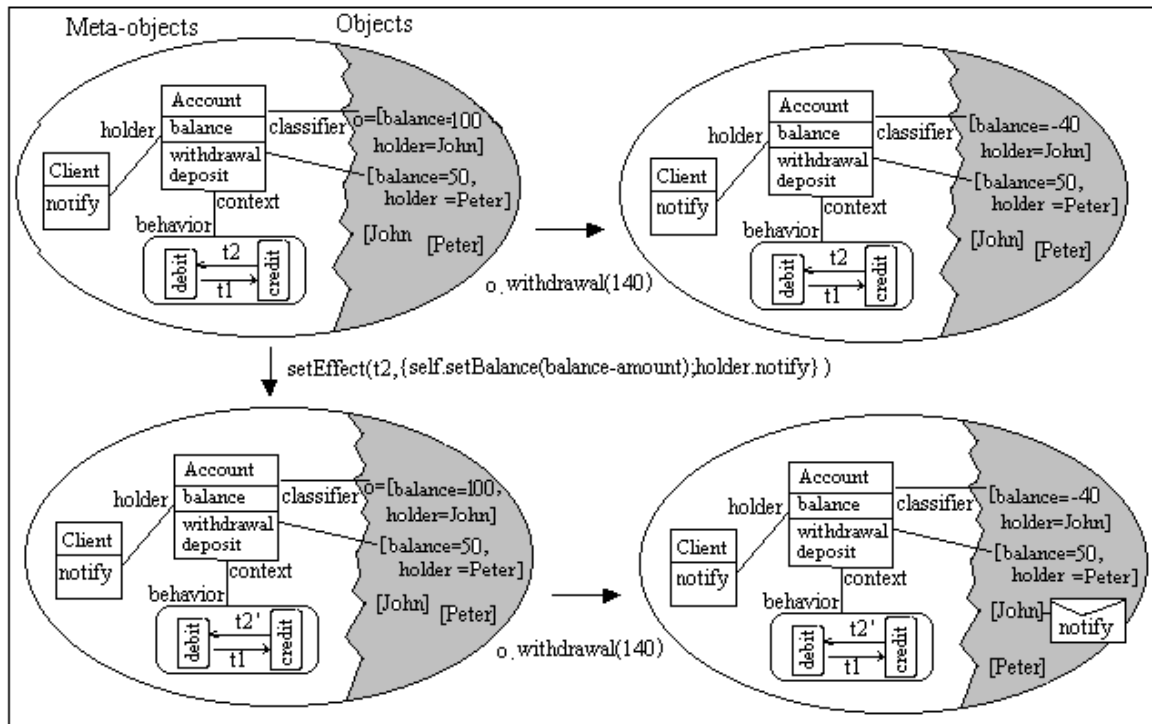 Meta-objects
Objects
Account
balance
withdrawal
deposit
holder
classifier
Client
notify
context
behavior
debit
t2
t1
credit
o=[balance=100
holder=John]
[balance=50,
holder =Peter]
[John
[Peter]
o.withdrawal(140)
Account
balance
withdrawal
deposit
holder
classifier
Client
notify
context
behavior
debit
t2
t1
credit
[balance=-40
holder=John]
[balance=50,
holder =Peter]
[John]
[Peter]
setEffect(t2,{self.setBalance(balance-amount);holder.notify} )
Account
balance
withdrawal
deposit
holder
classifier
Client
notify
context
behavior
debit
t2'
t1
credit
o=[balance=100,
holder=John]
[balance=50,
holder =Peter]
[John]
[Peter]
o.withdrawal(140)
Account
balance
withdrawal
deposit
holder
classifier
Client
notify
context
behavior
debit
t2'
t1
credit
[balance=-40
holder=John]
[balance=50,
holder =Peter]
[John]
notify
[Peter]